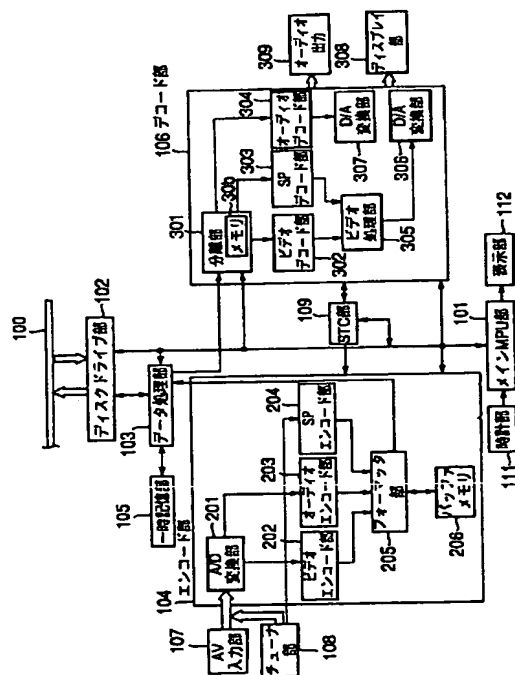 100
ディスクドライブ部
102
データ処理部
103
一時記憶部
105
エンコード部
104
A/D
変換部
201
AV
入力部
107
チューナ
部
108
ビデオ
エンコード部
202
オーディオ
エンコード部
203
SP
エンコード部
204
フォーマッタ
部
205
バッファ
メモリ
206
STC部
109
メインMPU部
101
時計部
111
表示部
112
106 デコード部
分離部
301
メモリ
30b
ビデオ
デコード部
302
SP
デコード部
303
オーディオ
デコード部
304
ビデオ
処理部
305
D/A
変換部
307
D/A
変換部
306
オーディオ
出力
309
ディスプレイ
部
308